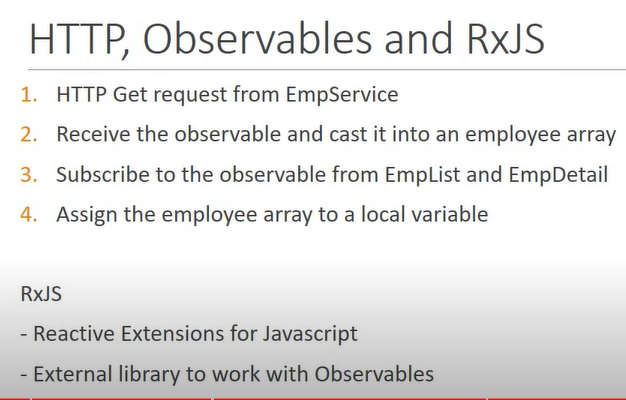 HTTP, Observables and RxJS
1. HTTP Get request from EmpService
2. Receive the observable and cast it into an employee array
3. Subscribe to the observable from EmpList and EmpDetail
4. Assign the employee array to a local variable
RxJS
- Reactive Extensions for Javascript
- External library to work with Observables